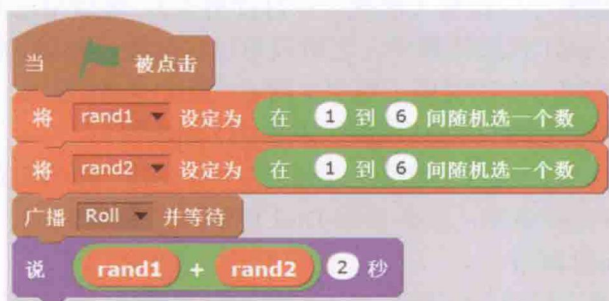 当 被点击
将 rand1 设定为 在 1 到 6 间随机选一个数
将 rand2 设定为 在 1 到 6 间随机选一个数
广播 Roll 并等待
说 rand1 + rand2 2 秒